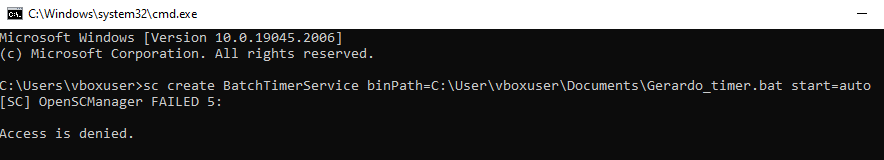 C:\Windows\system32\cmd.exe
Microsoft Windows [Version 10.0.19045.2006]
(c) Microsoft Corporation. All rights reserved.
C:\Users\vboxuser>sc create BatchTimerService binPath=C:\User\vboxuser\Documents\Gerardo_timer.bat start=auto
[SC] OpenSCManager FAILED 5:
Access is denied.